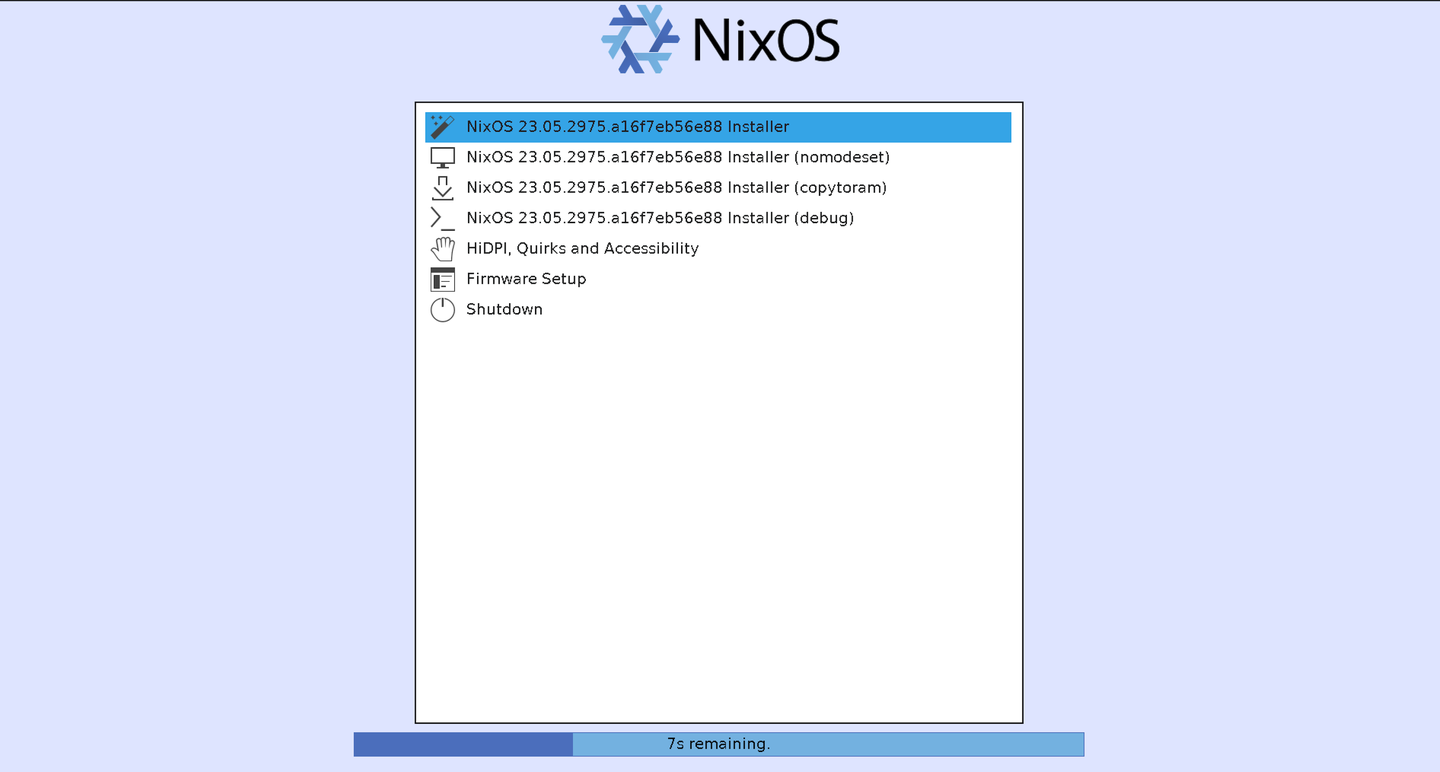 NixOS
NixOS 23.05.2975.a16f7eb56e88 Installer
NixOS 23.05.2975.a16f7eb56e88 Installer (nomodeset)
NixOS 23.05.2975.a16f7eb56e88 Installer (copytoram)
NixOS 23.05.2975.a16f7eb56e88 Installer (debug)
HiDPI, Quirks and Accessibility
Firmware Setup
Shutdown
7s remaining.